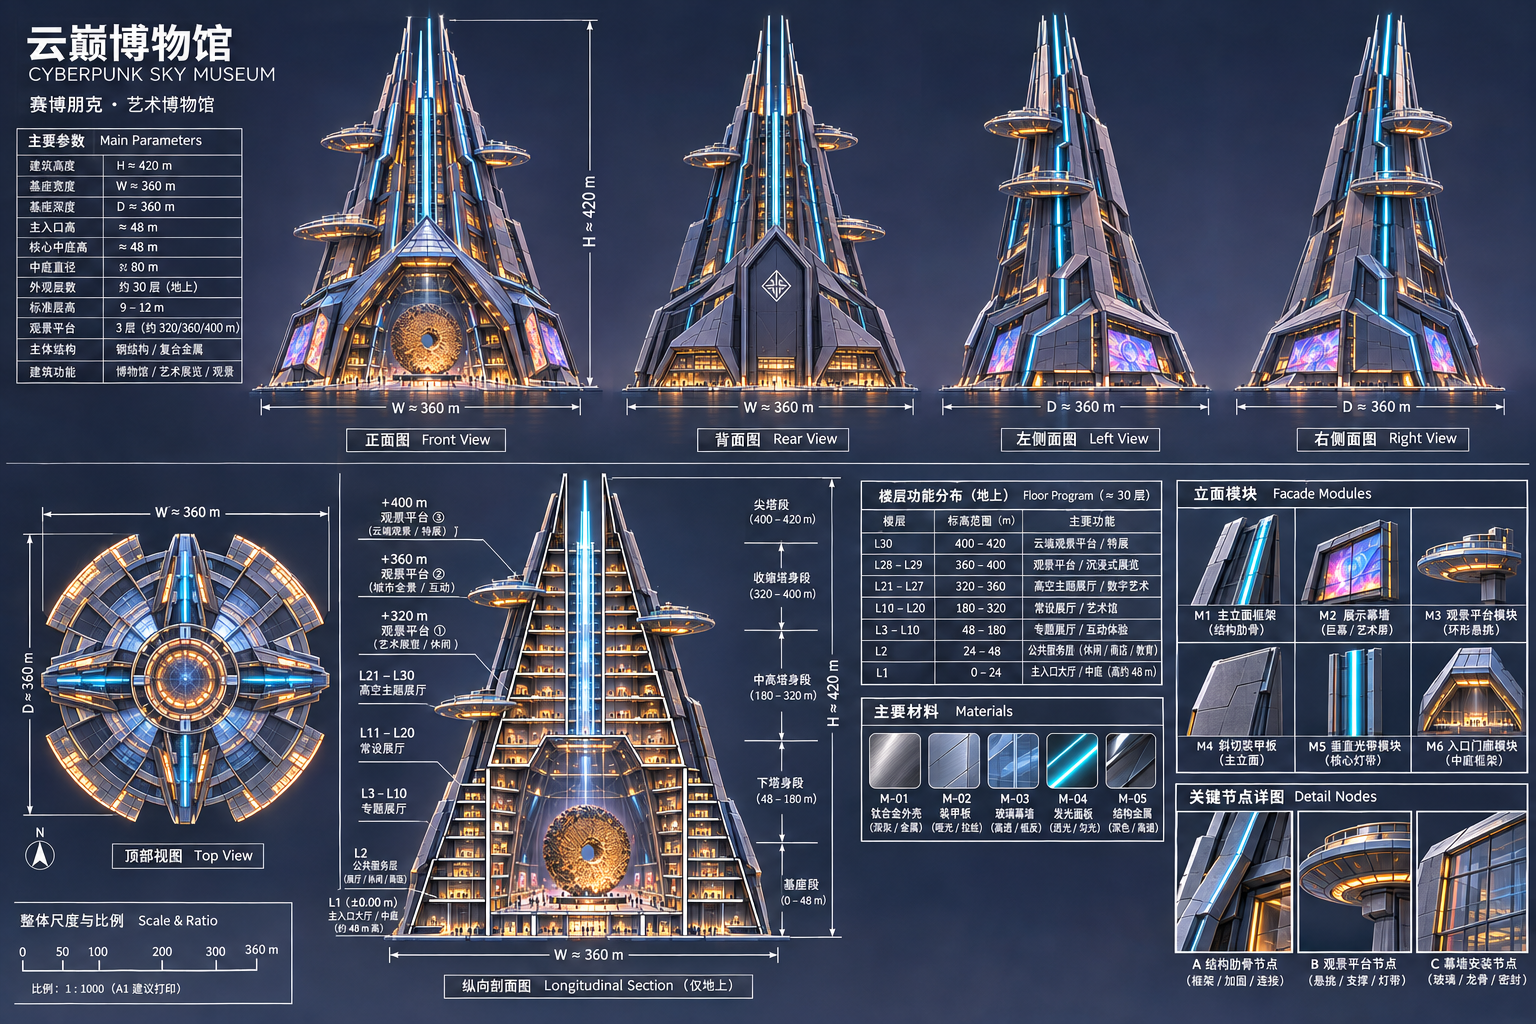 云巅博物馆
CYBERPUNK SKY MUSEUM
赛博朋克 · 艺术博物馆
主要参数 Main Parameters
建筑高度 H ≈ 420 m
基座宽度 W ≈ 360 m
基座深度 D ≈ 360 m
主入口高 ≈ 48 m
核心中庭高 ≈ 48 m
中庭直径 ≈ 80 m
外观层数 约 30 层（地上）
标准层高 9 – 12 m
观景平台 3 层（约 320/360/400 m）
主体结构 钢结构 / 复合金属
建筑功能 博物馆 / 艺术展览 / 观景
H ≈ 420 m
W ≈ 360 m
正面图 Front View
W ≈ 360 m
背面图 Rear View
D ≈ 360 m
左侧面图 Left View
D ≈ 360 m
右侧面图 Right View
W ≈ 360 m
D ≈ 360 m
N
顶部视图 Top View
整体尺度与比例 Scale & Ratio
0 50 100 200 300 360 m
比例：1 : 1000（A1 建议打印）
+400 m
观景平台 ③
（云端观景 / 特展）
+360 m
观景平台 ②
（城市全景 / 互动）
+320 m
观景平台 ①
（艺术展览 / 休闲）
L21 – L30
高空主题展厅
L11 – L20
常设展厅
L3 – L10
专题展厅
L2
公共服务层
L1 (±0.00 m)
主入口大厅 / 中庭
（约 48 m 高）
尖塔段
（400 – 420 m）
收缩塔身段
（320 – 400 m）
中高塔身段
（180 – 320 m）
下塔身段
（48 – 180 m）
基座段
（0 – 48 m）
H ≈ 420 m
W ≈ 360 m
纵向剖面图 Longitudinal Section（仅地上）
楼层功能分布（地上） Floor Program（≈ 30 层）
楼层 标高范围（m） 主要功能
L30 400 – 420 云端观景平台 / 特展
L28 – L29 360 – 400 观景平台 / 沉浸式展览
L21 – L27 320 – 360 高空主题展厅 / 数字艺术
L10 – L20 180 – 320 常设展厅 / 艺术馆
L3 – L10 48 – 180 专题展厅 / 互动体验
L2 24 – 48 公共服务层（休闲 / 商店 / 教育）
L1 0 – 24 主入口大厅 / 中庭（高约 48 m）
主要材料 Materials
M-01 M-02 M-03 M-04 M-05
钛合金外壳 装甲板 玻璃幕墙 发光面板 结构金属
（哑光 / 拉丝） （透光 / 匀光）
立面模块 Facade Modules
M1 主立面框架 M2 展示幕墙 M3 观景平台模块
（结构肋骨） （巨幕 / 艺术屏） （环形悬挑）
M4 斜切装甲板 M5 垂直光带模块 M6 入口门廊模块
（主立面） （核心灯带） （中庭框架）
关键节点详图 Detail Nodes
A 结构肋骨节点 B 观景平台节点 C 幕墙安装节点
（框架 / 加固 / 连接） （悬挑 / 支撑 / 灯带） （玻璃 / 龙骨 / 密封）